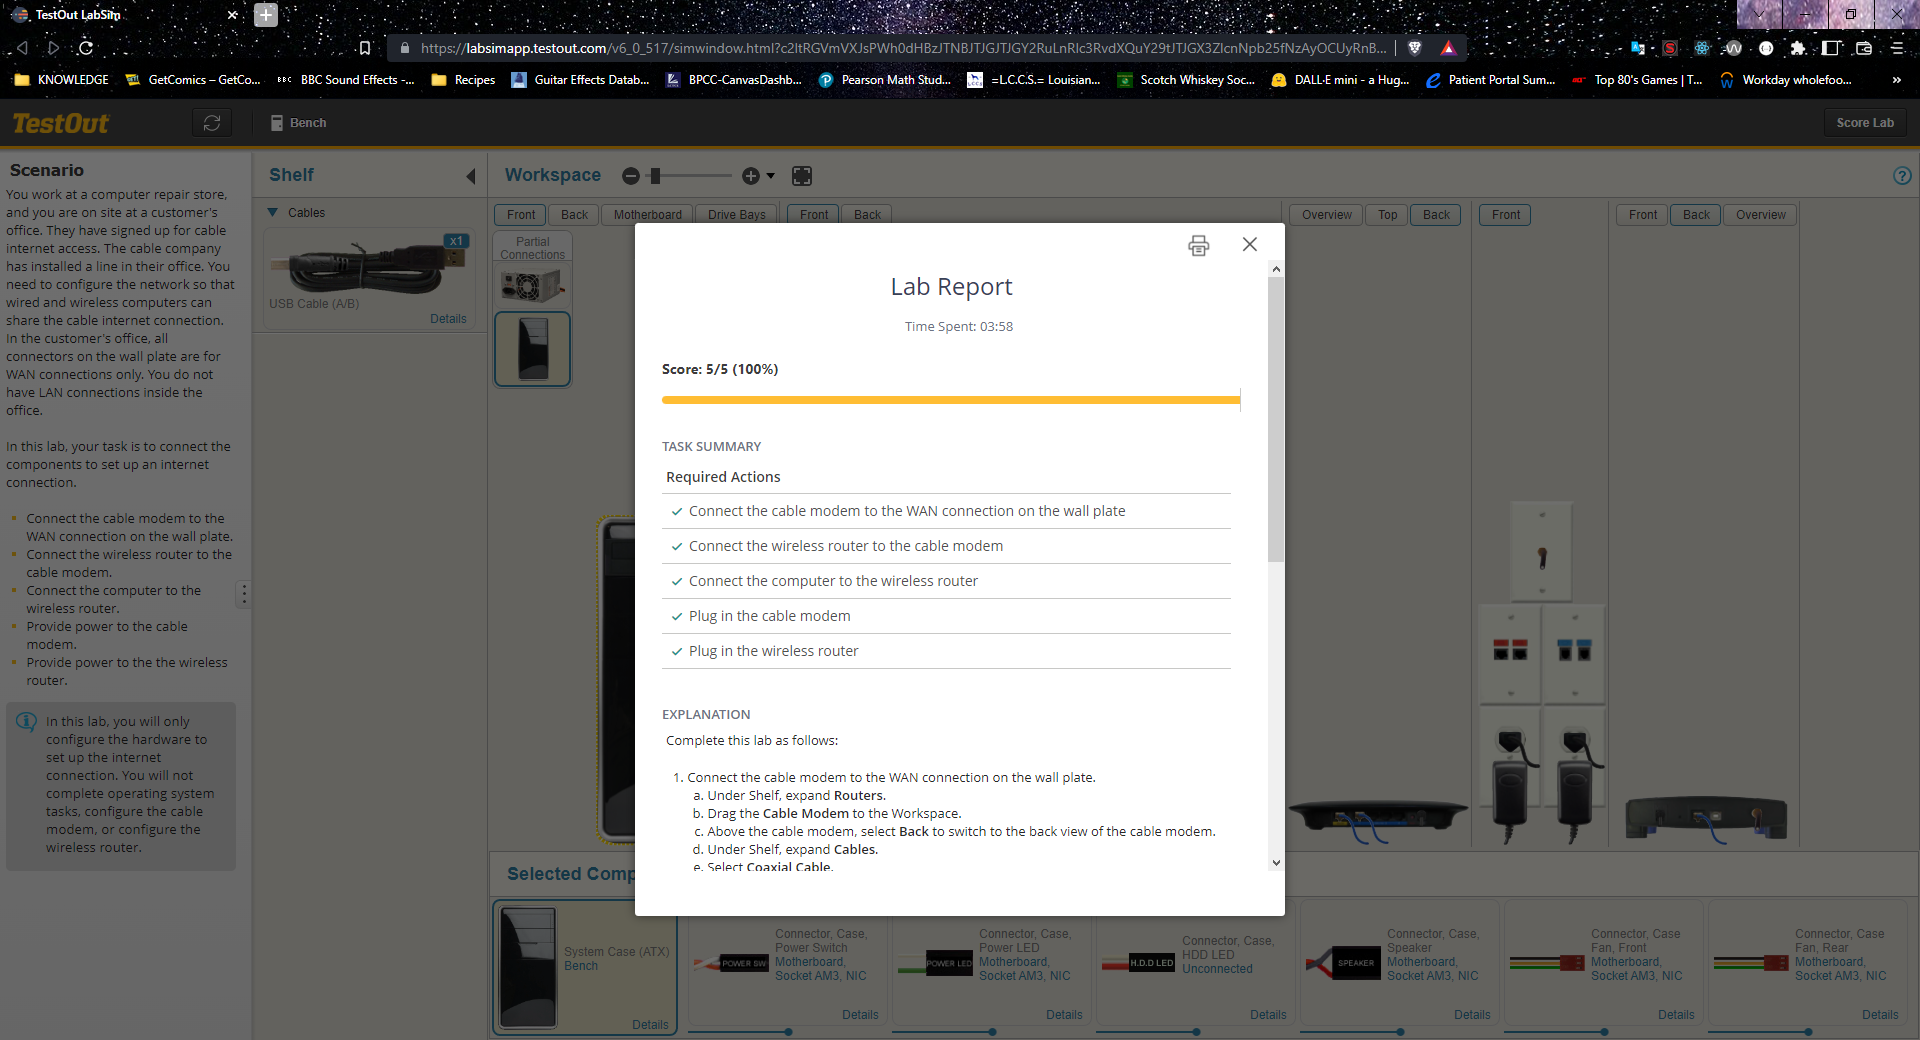 TestOut LabSim
https://labsimapp.testout.com/v6_0_517/simwindow.html?c2ltRGVmVXJsPWh0dHBzJTNBJTJGJTJGY2RuLnRlc3RvdXQuY29tJTJGX3ZlcnNpb25fNzAyOCUyRnB...
KNOWLEDGE
GetComics – GetCo...
BBC Sound Effects -...
Recipes
Guitar Effects Datab...
BPCC-CanvasDashb...
Pearson Math Stud...
=L.C.C.S.= Louisian...
Scotch Whiskey Soc...
DALL·E mini - a Hug...
Patient Portal Sum...
Top 80's Games | T...
Workday wholefoo...
»
TestOut
Bench
Score Lab
Scenario
You work at a computer repair store,
and you are on site at a customer's
office. They have signed up for cable
internet access. The cable company
has installed a line in their office. You
need to configure the network so that
wired and wireless computers can
share the cable internet connection.
In the customer's office, all
connectors on the wall plate are for
WAN connections only. You do not
have LAN connections inside the
office.
In this lab, your task is to connect the
components to set up an internet
connection.
Connect the cable modem to the
WAN connection on the wall plate.
Connect the wireless router to the
cable modem.
Connect the computer to the
wireless router.
Provide power to the cable
modem.
Provide power to the the wireless
router.
In this lab, you will only
configure the hardware to
set up the internet
connection. You will not
complete operating system
tasks, configure the cable
modem, or configure the
wireless router.
Shelf
Cables
x1
USB Cable (A/B)
Details
Workspace
Front
Back
Motherboard
Drive Bays
Front
Back
Overview
Top
Back
Front
Front
Back
Overview
Partial
Connections
Lab Report
Time Spent: 03:58
Score: 5/5 (100%)
TASK SUMMARY
Required Actions
Connect the cable modem to the WAN connection on the wall plate
Connect the wireless router to the cable modem
Connect the computer to the wireless router
Plug in the cable modem
Plug in the wireless router
EXPLANATION
Complete this lab as follows:
1. Connect the cable modem to the WAN connection on the wall plate.
a. Under Shelf, expand Routers.
b. Drag the Cable Modem to the Workspace.
c. Above the cable modem, select Back to switch to the back view of the cable modem.
d. Under Shelf, expand Cables.
e. Select Coaxial Cable.
Selected Comp
System Case (ATX)
Bench
Details
POWER SW
Connector, Case,
Power Switch
Motherboard,
Socket AM3, NIC
Details
POWER LED
Connector, Case,
Power LED
Motherboard,
Socket AM3, NIC
Details
H.D.D LED
Connector, Case,
HDD LED
Unconnected
Details
SPEAKER
Connector, Case,
Speaker
Motherboard,
Socket AM3, NIC
Details
Connector, Case
Fan, Front
Motherboard,
Socket AM3, NIC
Details
Connector, Case
Fan, Rear
Motherboard,
Socket AM3, NIC
Details